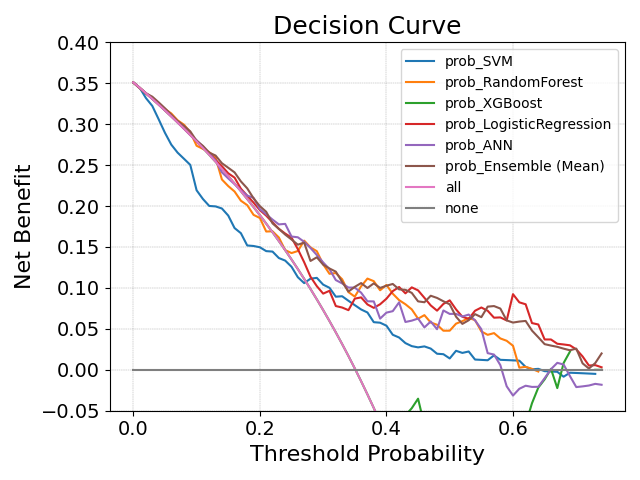 Decision Curve
Net Benefit
0.40
0.35
0.30
0.25
0.20
0.15
0.10
0.05
0.00
−0.05
prob_SVM
prob_RandomForest
prob_XGBoost
prob_LogisticRegression
prob_ANN
prob_Ensemble (Mean)
all
none
0.0
0.2
0.4
0.6
Threshold Probability